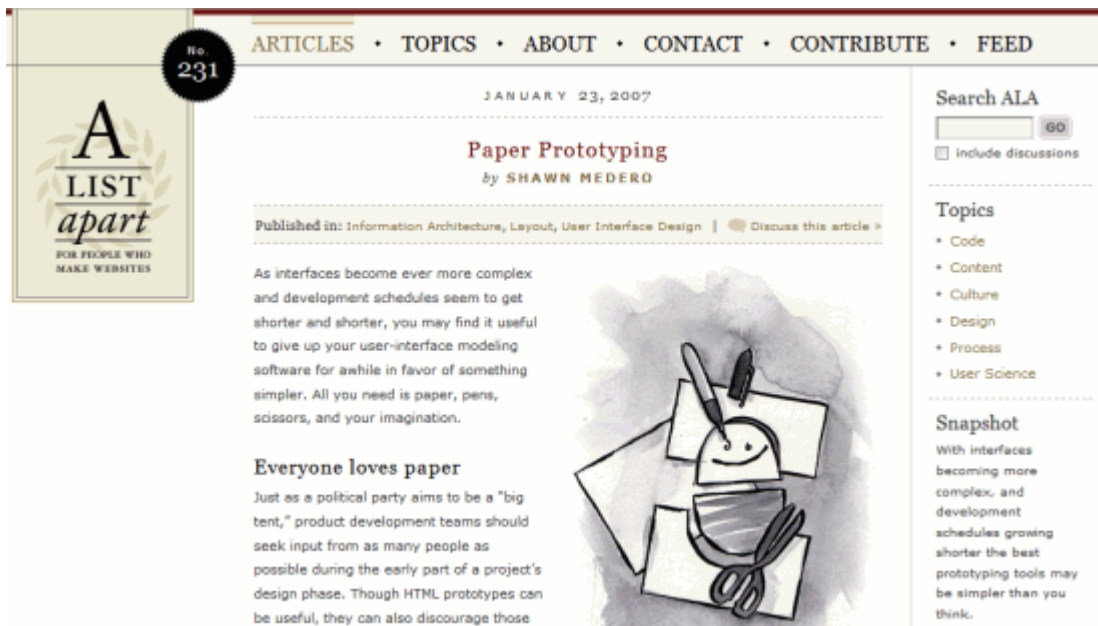 No.
231
A
LIST
apart
FOR PEOPLE WHO
MAKE WEBSITES
ARTICLES • TOPICS • ABOUT • CONTACT • CONTRIBUTE • FEED
JANUARY 23, 2007
Paper Prototyping
by SHAWN MEDERO
Published in: Information Architecture, Layout, User Interface Design | Discuss this article »
As interfaces become ever more complex
and development schedules seem to get
shorter and shorter, you may find it useful
to give up your user-interface modeling
software for awhile in favor of something
simpler. All you need is paper, pens,
scissors, and your imagination.
Everyone loves paper
Just as a political party aims to be a "big
tent," product development teams should
seek input from as many people as
possible during the early part of a project's
design phase. Though HTML prototypes can
be useful, they can also discourage those
Search ALA
GO
include discussions
Topics
• Code
• Content
• Culture
• Design
• Process
• User Science
Snapshot
With interfaces
becoming more
complex, and
development
schedules growing
shorter the best
prototyping tools may
be simpler than you
think.